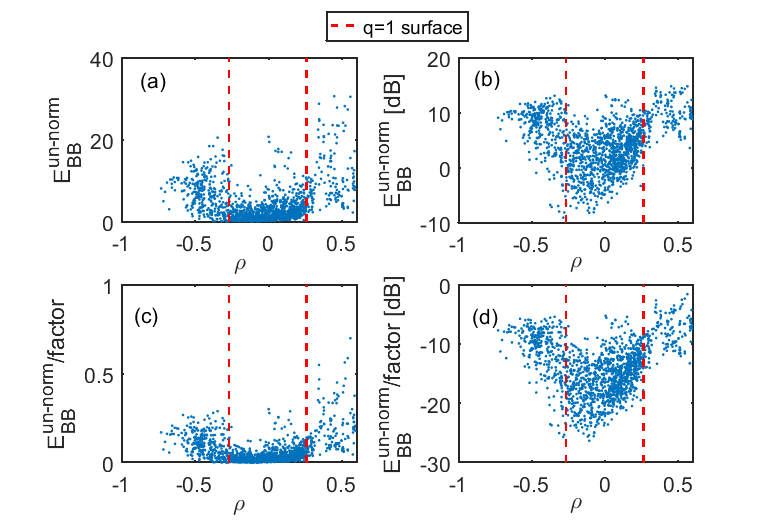 q=1 surface
(a)
E_BB^un-norm
40
20
0
-1
-0.5
0
0.5
ρ
(b)
E_BB^un-norm [dB]
20
10
0
-10
-1
-0.5
0
0.5
ρ
(c)
E_BB^un-norm/factor
1
0.5
0
-1
-0.5
0
0.5
ρ
(d)
E_BB^un-norm/factor [dB]
0
-10
-20
-30
-1
-0.5
0
0.5
ρ